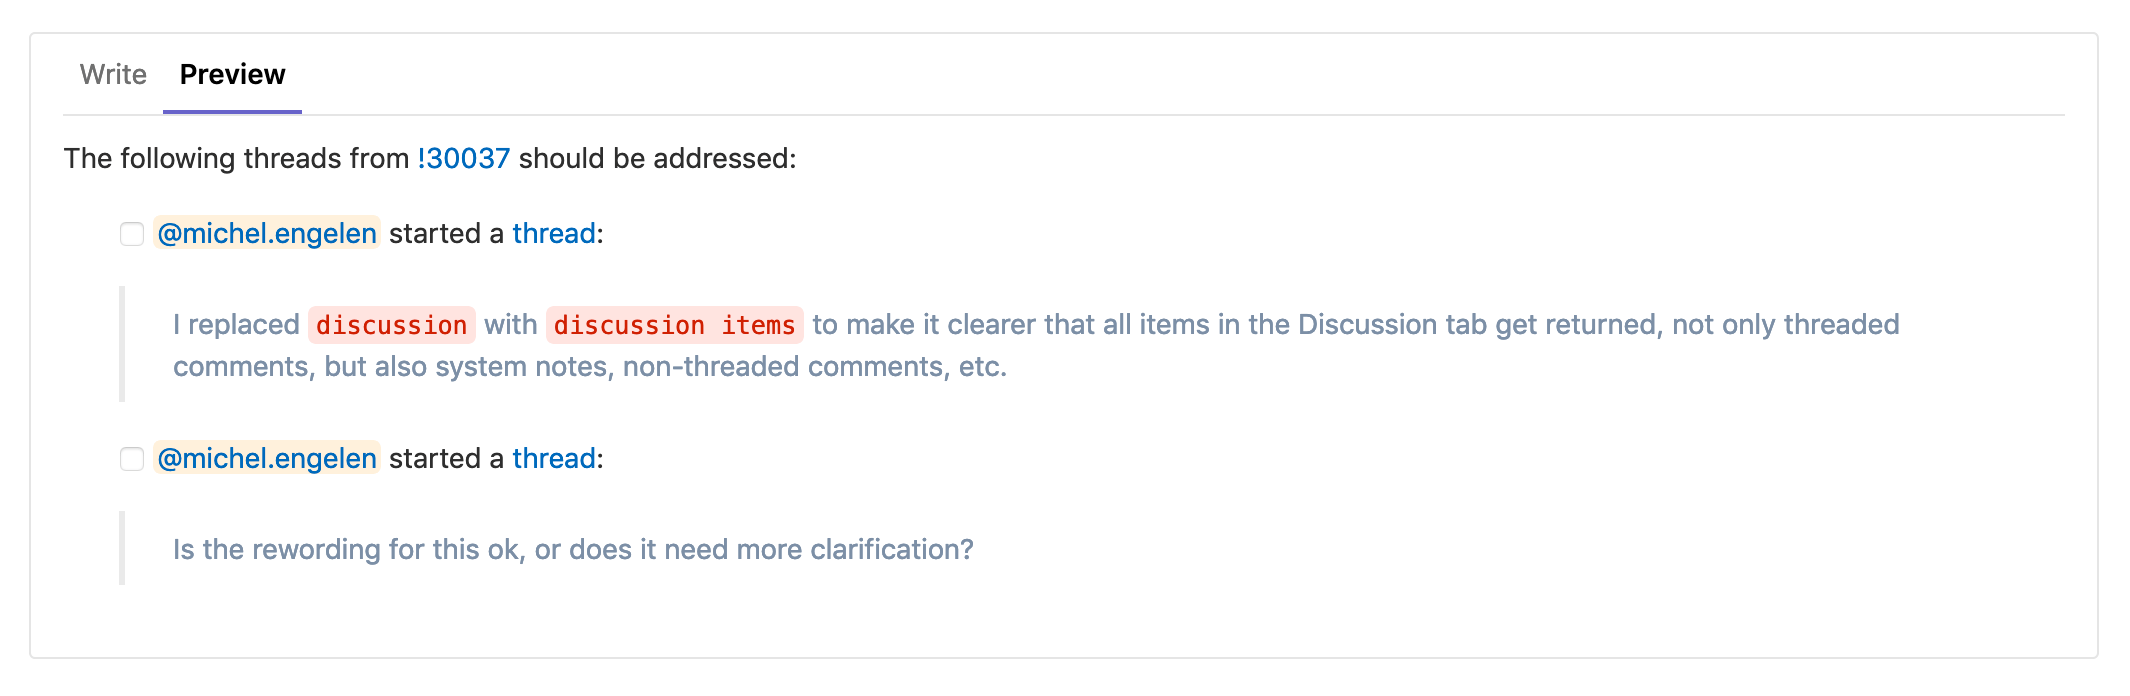 Write Preview
The following threads from !30037 should be addressed:
@michel.engelen started a thread:
I replaced discussion with discussion items to make it clearer that all items in the Discussion tab get returned, not only threaded
comments, but also system notes, non-threaded comments, etc.
@michel.engelen started a thread:
Is the rewording for this ok, or does it need more clarification?